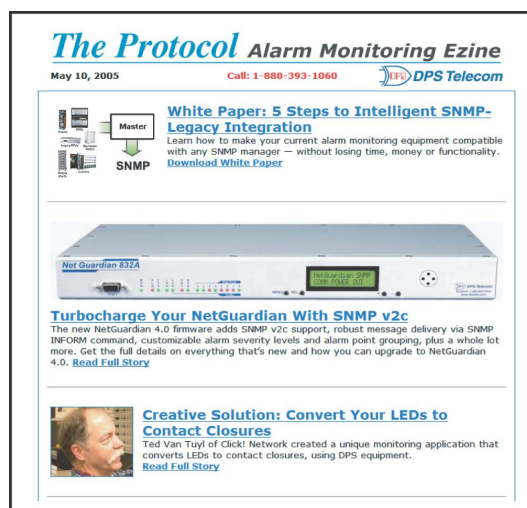 The Protocol Alarm Monitoring Ezine
May 10, 2005 Call: 1-888-393-1060 DPS Telecom
Master
SNMP
White Paper: 5 Steps to Intelligent SNMP-
Legacy Integration
Learn how to make your current alarm monitoring equipment compatible
with any SNMP manager — without losing time, money or functionality.
Download White Paper
Net Guardian 832A
NetGuardian SNMP
COMM POWER OUT
DPS Telecom
Turbocharge Your NetGuardian With SNMP v2c
The new NetGuardian 4.0 firmware adds SNMP v2c support, robust message delivery via SNMP
INFORM command, customizable alarm severity levels and alarm point grouping, plus a whole lot
more. Get the full details on everything that's new and how you can upgrade to NetGuardian
4.0. Read Full Story
Creative Solution: Convert Your LEDs to
Contact Closures
Ted Van Tuyl of Click! Network created a unique monitoring application that
converts LEDs to contact closures, using DPS equipment.
Read Full Story